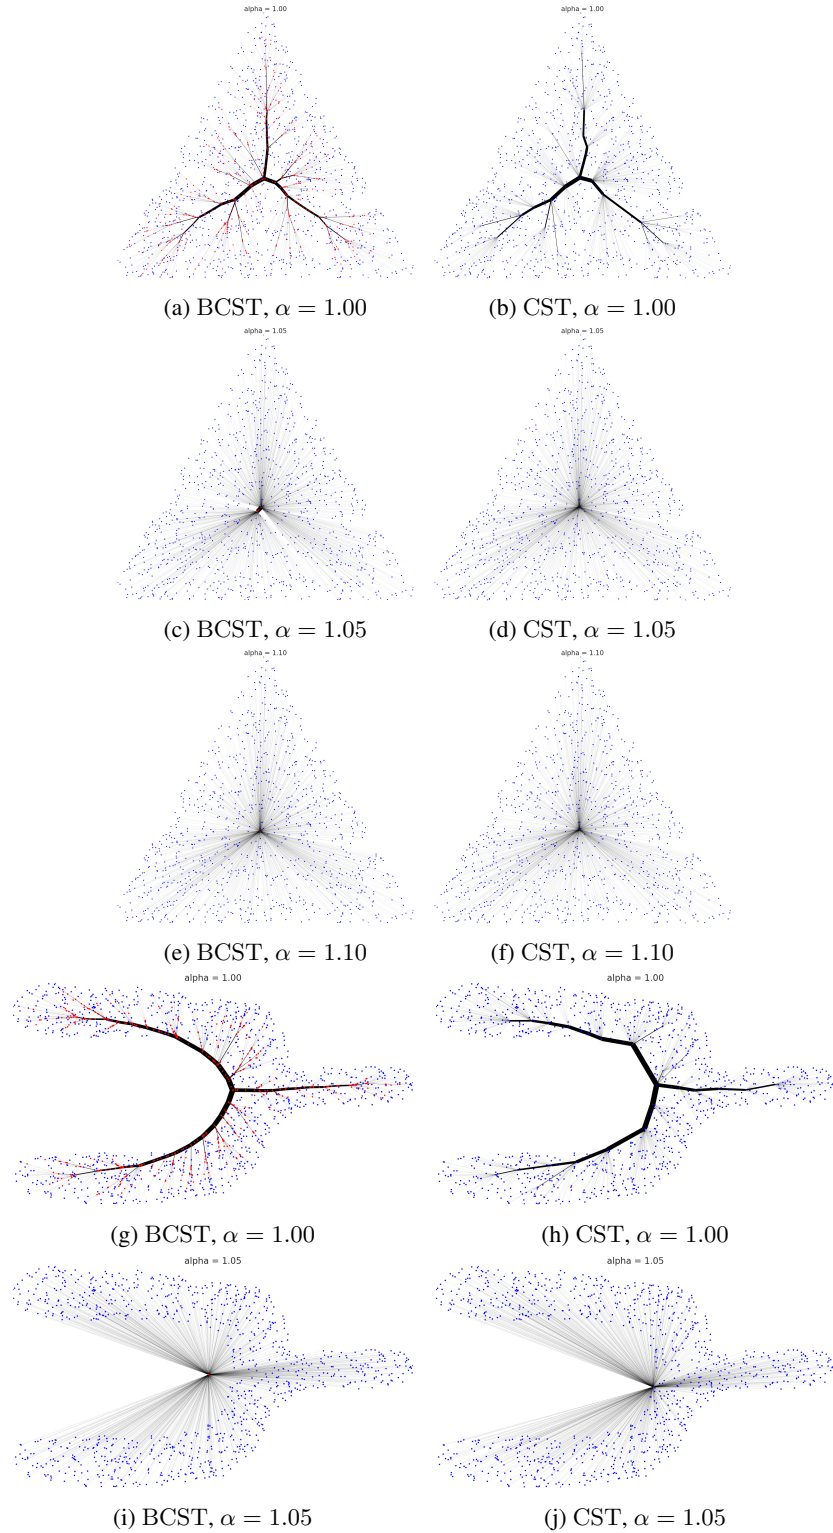 alpha = 1.00
alpha = 1.00
(a) BCST, α = 1.00
(b) CST, α = 1.00
alpha = 1.05
alpha = 1.05
(c) BCST, α = 1.05
(d) CST, α = 1.05
alpha = 1.10
alpha = 1.10
(e) BCST, α = 1.10
(f) CST, α = 1.10
alpha = 1.00
alpha = 1.00
(g) BCST, α = 1.00
(h) CST, α = 1.00
alpha = 1.05
alpha = 1.05
(i) BCST, α = 1.05
(j) CST, α = 1.05